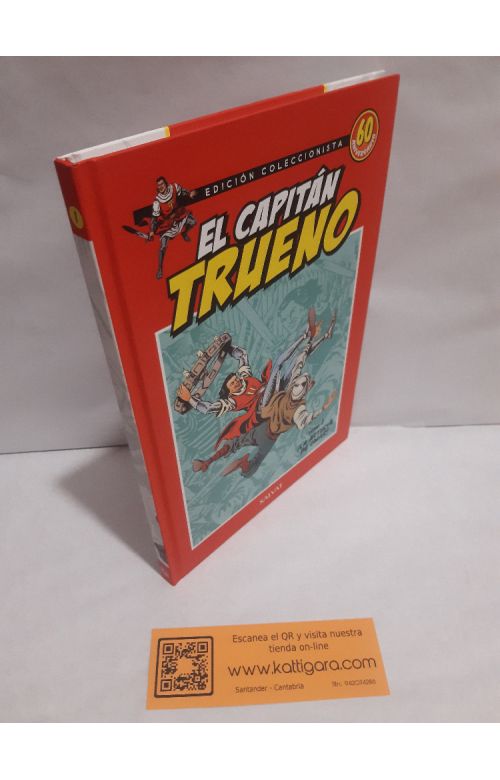 1
EDICIÓN COLECCIONISTA
60
EL CAPITÁN
TRUENO
SALVAT
Escanea el QR y visita nuestra
tienda on-line
www.kattigara.com
Santander - Cantabria